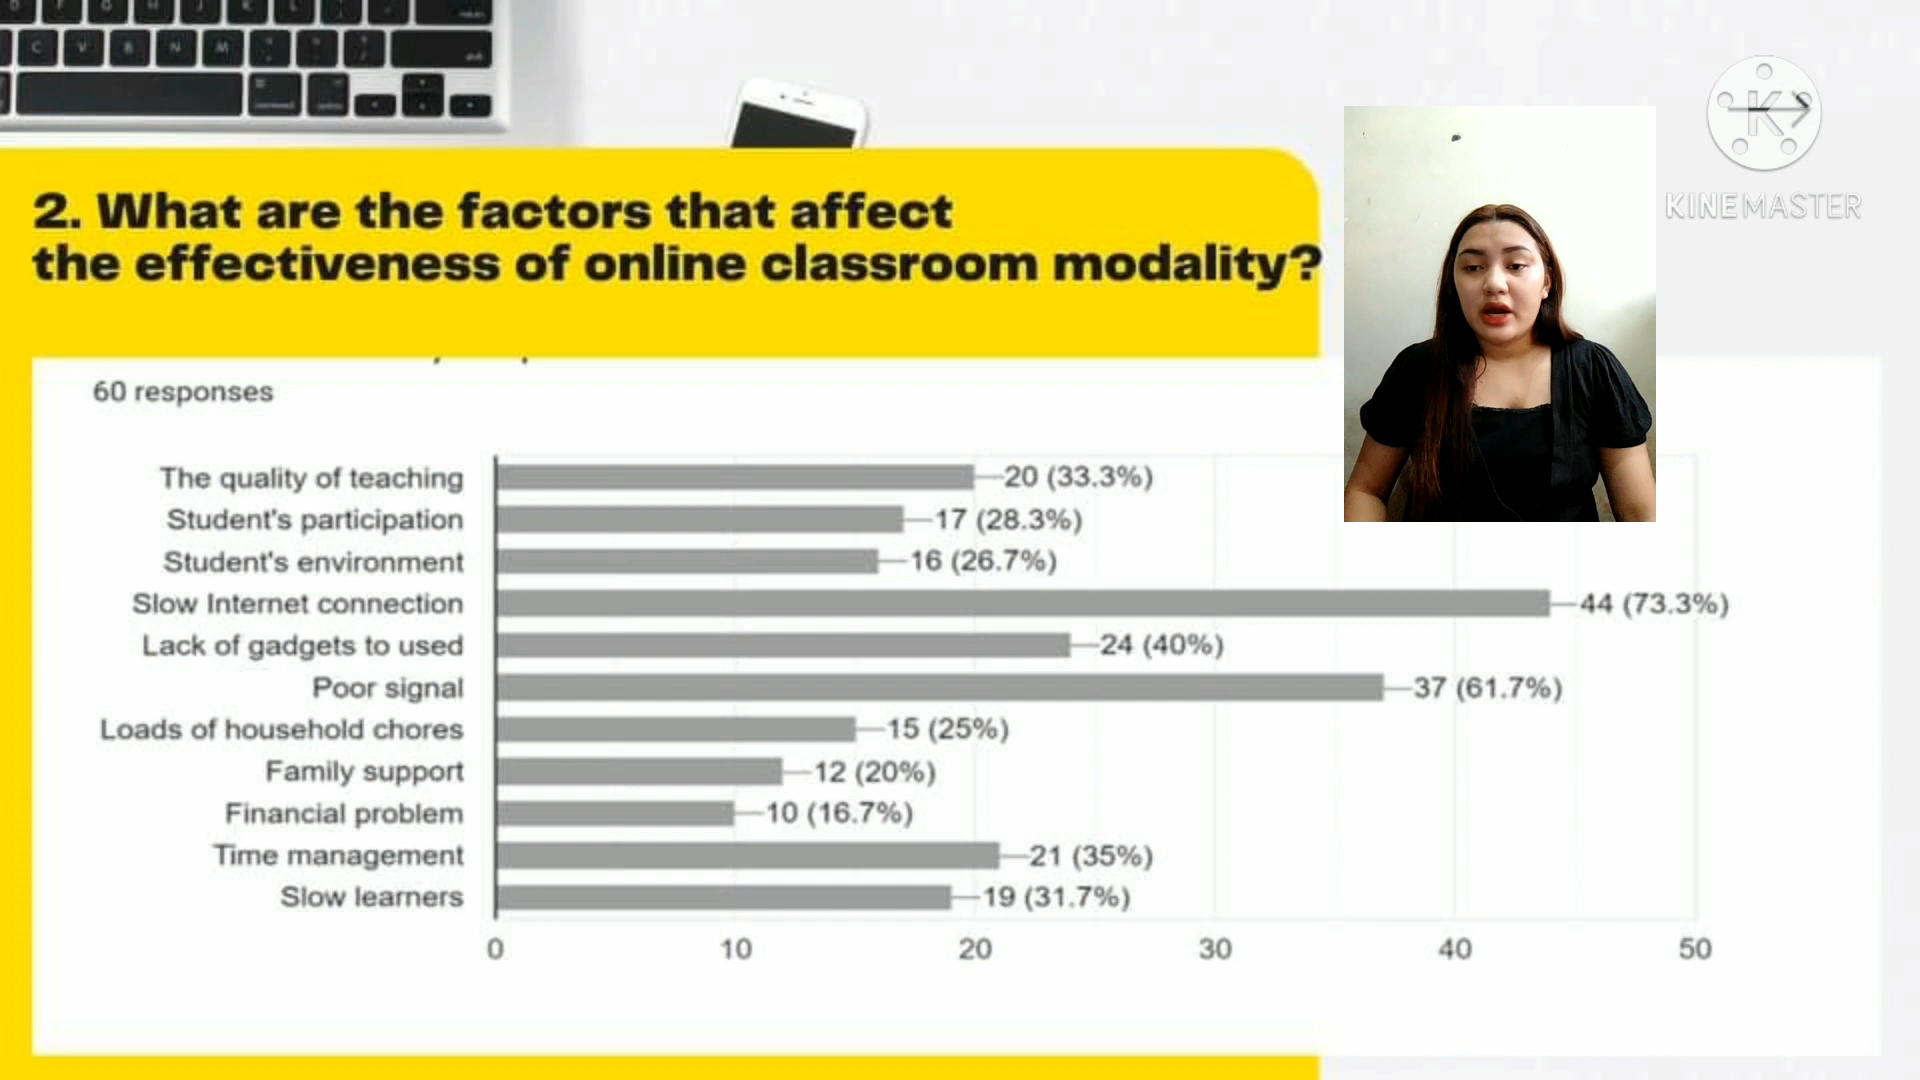 C V B N M
KINEMASTER
2. What are the factors that affect
the effectiveness of online classroom modality?
60 responses
The quality of teaching 20 (33.3%)
Student's participation 17 (28.3%)
Student's environment 16 (26.7%)
Slow Internet connection 44 (73.3%)
Lack of gadgets to used 24 (40%)
Poor signal 37 (61.7%)
Loads of household chores 15 (25%)
Family support 12 (20%)
Financial problem 10 (16.7%)
Time management 21 (35%)
Slow learners 19 (31.7%)
0 10 20 30 40 50